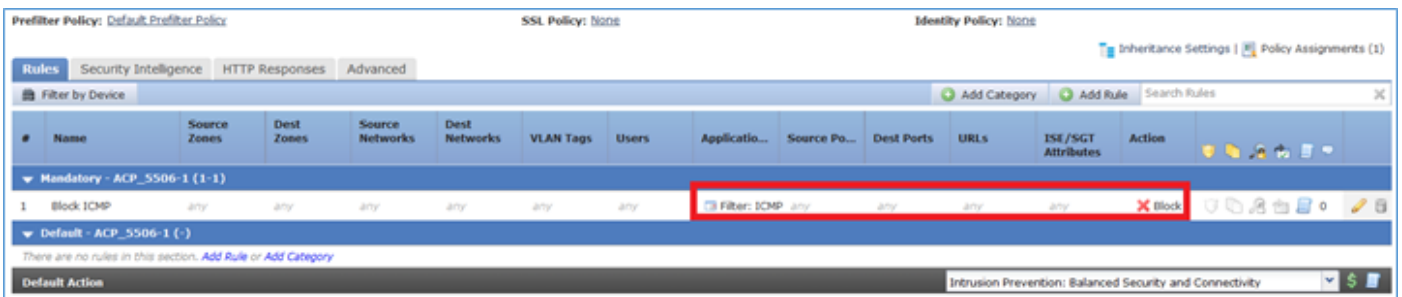 Prefilter Policy: Default Prefilter Policy SSL Policy: None Identity Policy: None
Inheritance Settings | Policy Assignments (1)
Rules Security Intelligence HTTP Responses Advanced
Filter by Device Add Category Add Rule Search Rules
# Name Source Zones Dest Zones Source Networks Dest Networks VLAN Tags Users Applicatio... Source Po... Dest Ports URLs ISE/SGT Attributes Action
Mandatory - ACP_5506-1 (1-1)
1 Block ICMP any any any any any any Filter: ICMP any any any any Block 0
Default - ACP_5506-1 (-)
There are no rules in this section. Add Rule or Add Category
Default Action Intrusion Prevention: Balanced Security and Connectivity